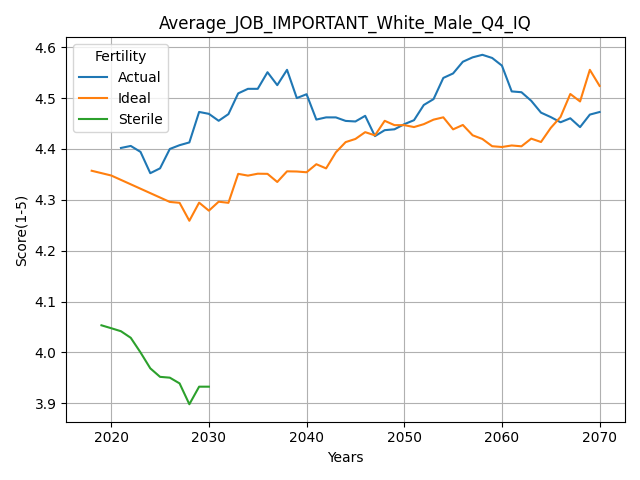 Average_JOB_IMPORTANT_White_Male_Q4_IQ
Fertility
Actual
Ideal
Sterile
Score(1-5)
4.6
4.5
4.4
4.3
4.2
4.1
4.0
3.9
2020 2030 2040 2050 2060 2070
Years